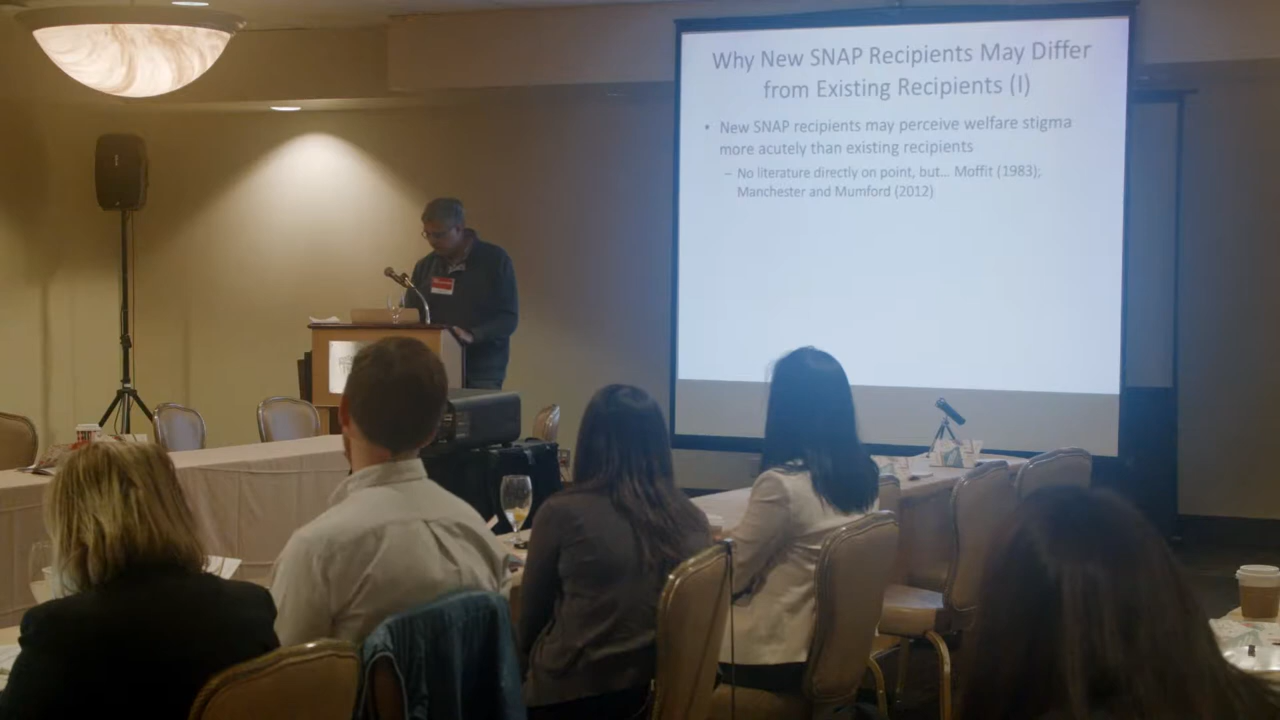 Why New SNAP Recipients May Differ
from Existing Recipients (I)
• New SNAP recipients may perceive welfare stigma
more acutely than existing recipients
– No literature directly on point, but... Moffit (1983);
Manchester and Mumford (2012)